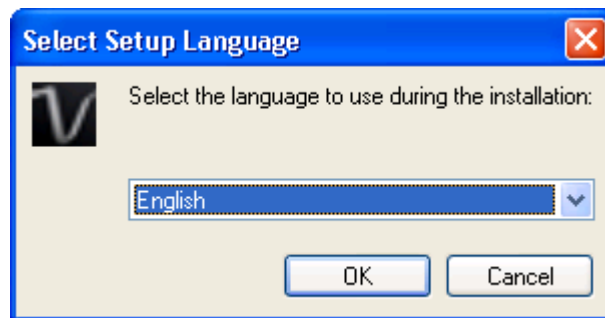 Select Setup Language
Select the language to use during the installation:
English
OK
Cancel